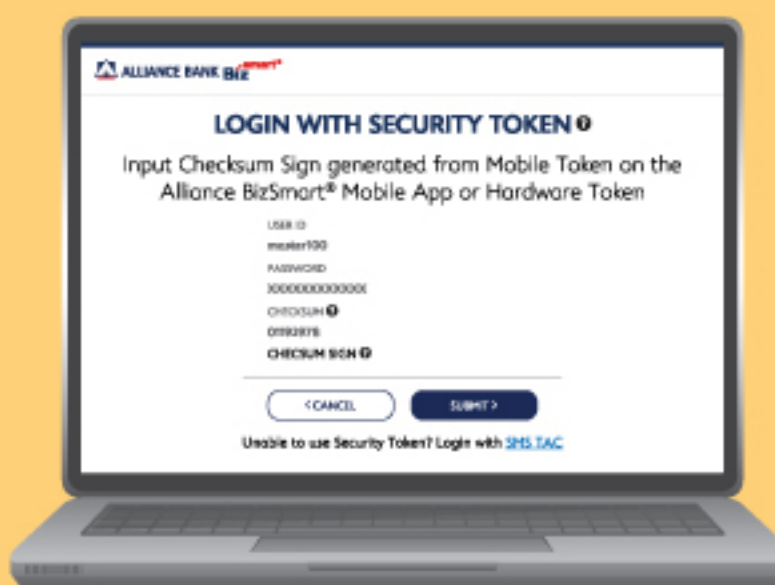 ALLIANCE BANK Bizsmart®
LOGIN WITH SECURITY TOKEN ?
Input Checksum Sign generated from Mobile Token on the
Alliance BizSmart® Mobile App or Hardware Token
USER ID
master100
PASSWORD
XXXXXXXXXXXXX
CHECKSUM ?
CHECSUM SIGN ?
< CANCEL
SUBMIT >
Unable to use Security Token? Login with SMS TAC